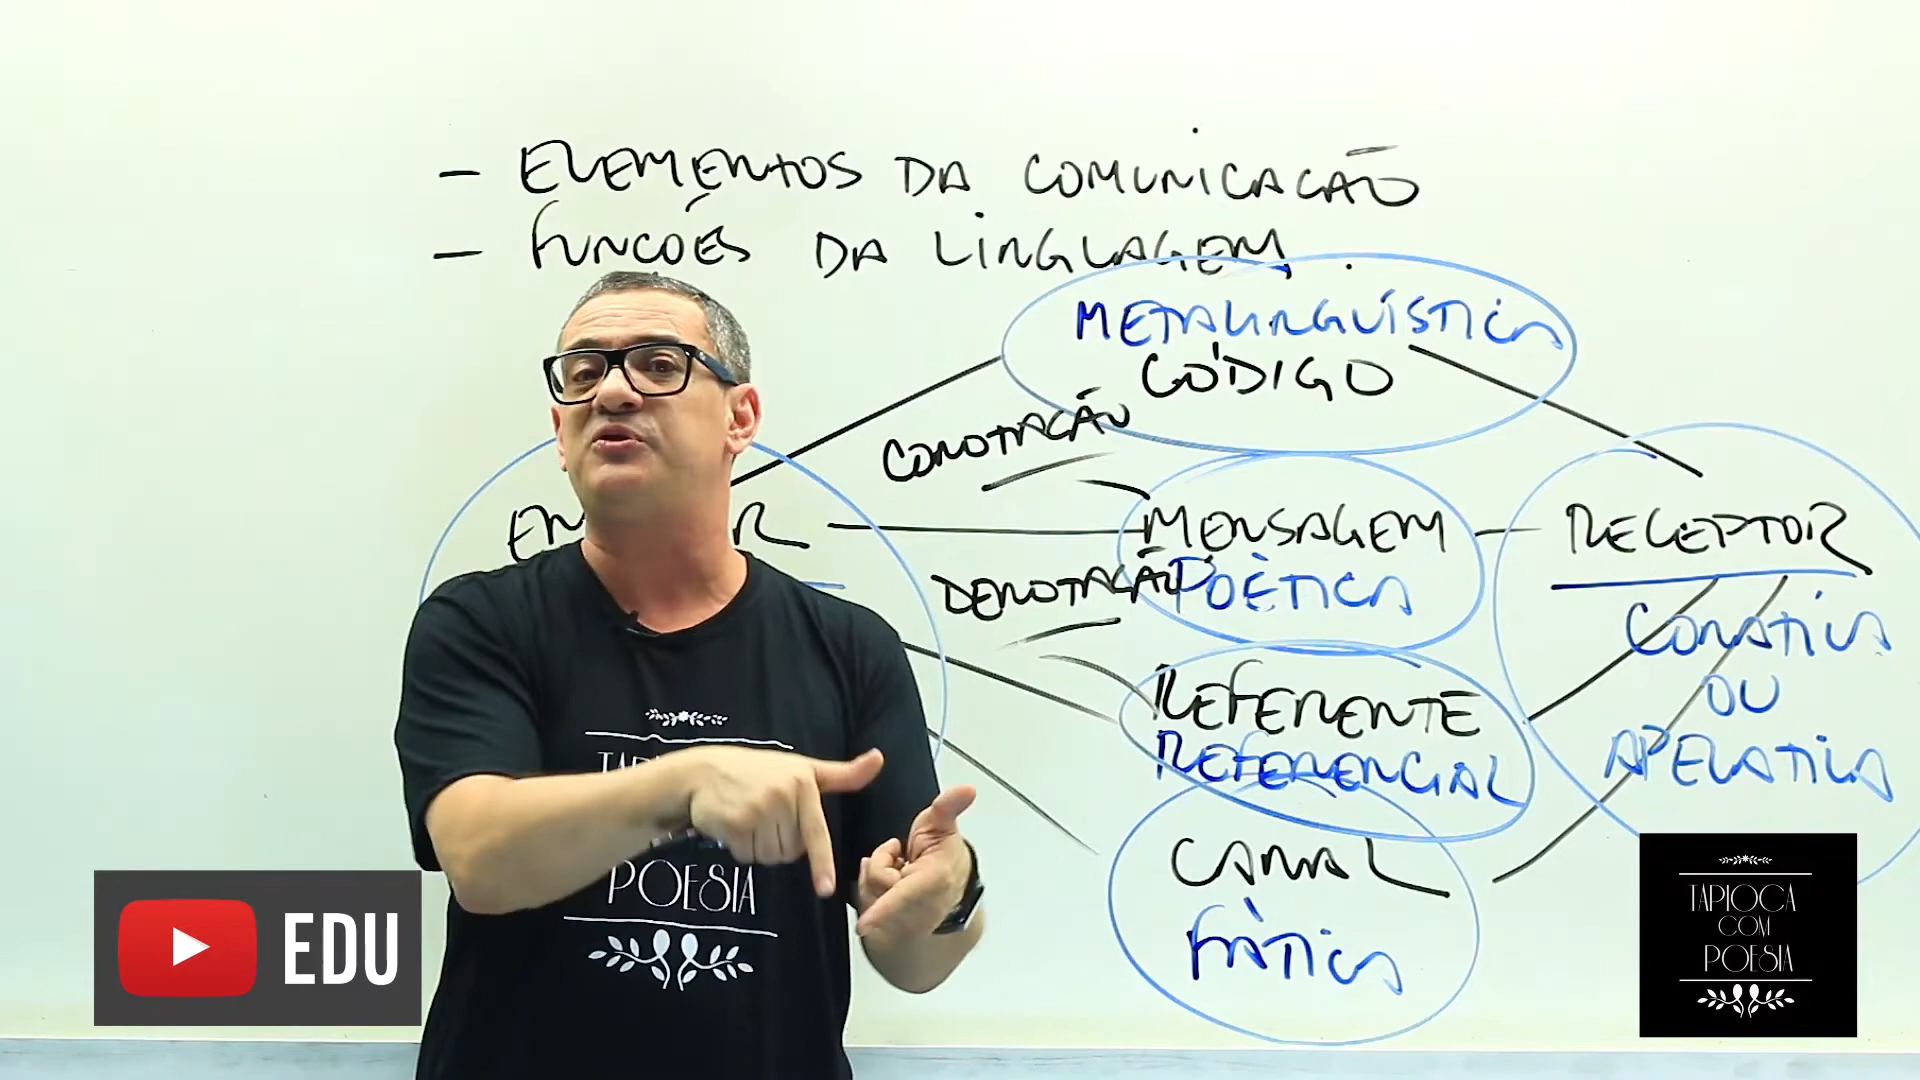 - ELEMENTOS DA COMUNICAÇÃO
- FUNÇÕES DA LINGUAGEM.
METALINGUÍSTICA
CÓDIGO
CONOTAÇÃO
MENSAGEM
RECEPTOR
DENOTAÇÃO
POÉTICA
CONATIVA
OU
APELATIVA
REFERENTE
REFERENCIAL
CANAL
FÁTICA
POESIA
EDU
TAPIOCA
COM
POESIA